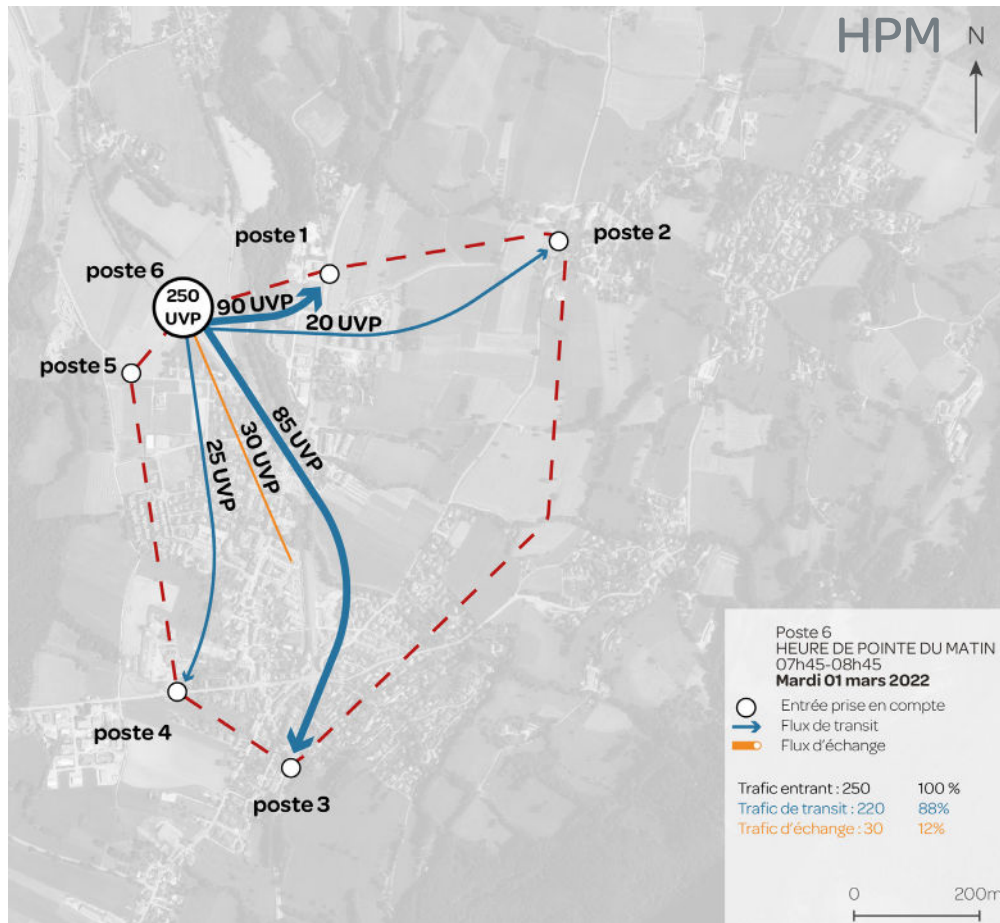 HPM
N
poste 1
poste 2
poste 6
250
UVP
90 UVP
20 UVP
poste 5
85 UVP
30 UVP
25 UVP
poste 4
poste 3
Poste 6
HEURE DE POINTE DU MATIN
07h45-08h45
Mardi 01 mars 2022
Entrée prise en compte
Flux de transit
Flux d'échange
Trafic entrant : 250 100 %
Trafic de transit : 220 88%
Trafic d'échange : 30 12%
0 200m